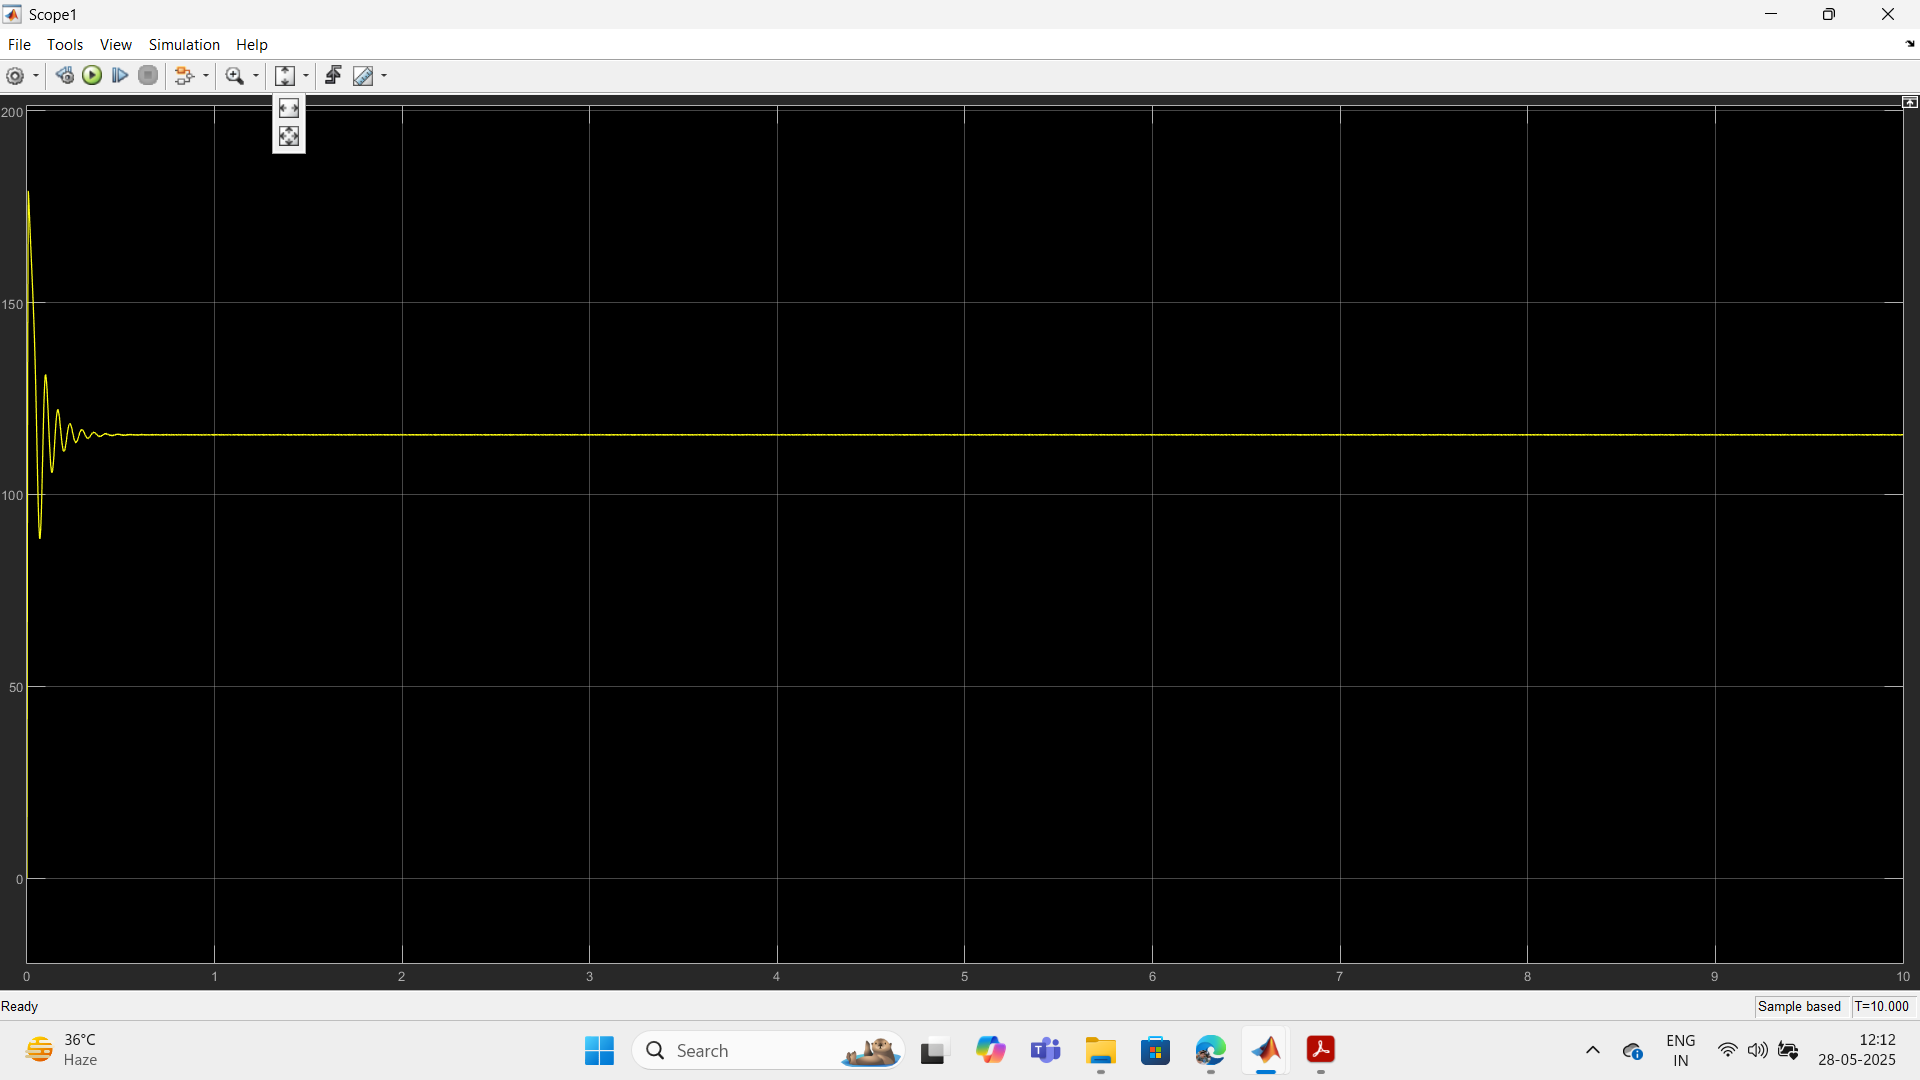 Scope1
File Tools View Simulation Help
200
150
100
50
0
0 1 2 3 4 5 6 7 8 9 10
Ready
Sample based T=10.000
36°C
Haze
Search
ENG
IN
12:12
28-05-2025